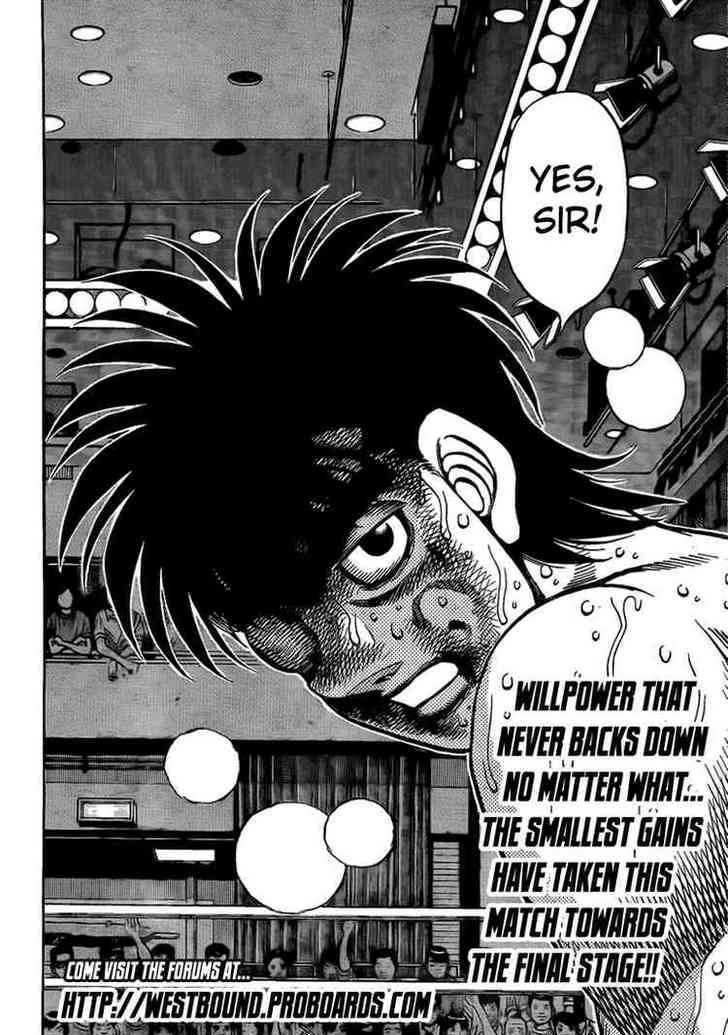 YES,
SIR!
WILLPOWER THAT
NEVER BACKS DOWN
NO MATTER WHAT...
THE SMALLEST GAINS
HAVE TAKEN THIS
MATCH TOWARDS
THE FINAL STAGE!!
COME VISIT THE FORUMS AT...
HTTP://WESTBOUND.PROBOARDS.COM